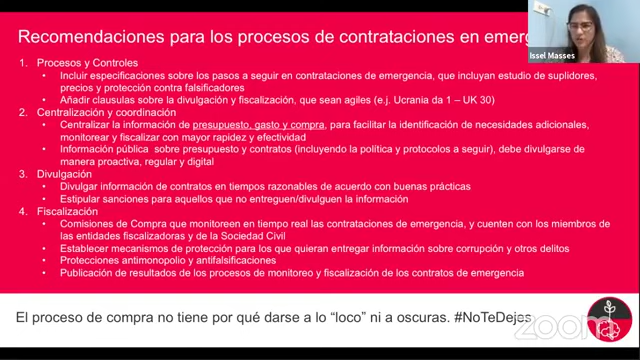 Recomendaciones para los procesos de contrataciones en emer
Issel Masses
1. Procesos y Controles
• Incluir especificaciones sobre los pasos a seguir en contrataciones de emergencia, que incluyan estudio de suplidores,
precios y protección contra falsificadores
• Añadir clausulas sobre la divulgación y fiscalización, que sean agiles (e.j. Ucrania da 1 – UK 30)
2. Centralización y coordinación
• Centralizar la información de presupuesto, gasto y compra, para facilitar la identificación de necesidades adicionales,
monitorear y fiscalizar con mayor rapidez y efectividad
• Información pública sobre presupuesto y contratos (incluyendo la política y protocolos a seguir), debe divulgarse de
manera proactiva, regular y digital
3. Divulgación
• Divulgar información de contratos en tiempos razonables de acuerdo con buenas prácticas
• Estipular sanciones para aquellos que no entreguen/divulguen la información
4. Fiscalización
• Comisiones de Compra que monitoreen en tiempo real las contrataciones de emergencia, y cuenten con los miembros de
las entidades fiscalizadoras y de la Sociedad Civil
• Establecer mecanismos de protección para los que quieran entregar información sobre corrupción y otros delitos
• Protecciones antimonopolio y antifalsificaciones
• Publicación de resultados de los procesos de monitoreo y fiscalización de los contratos de emergencia
El proceso de compra no tiene por qué darse a lo “loco” ni a oscuras. #NoTeDejes
zoom